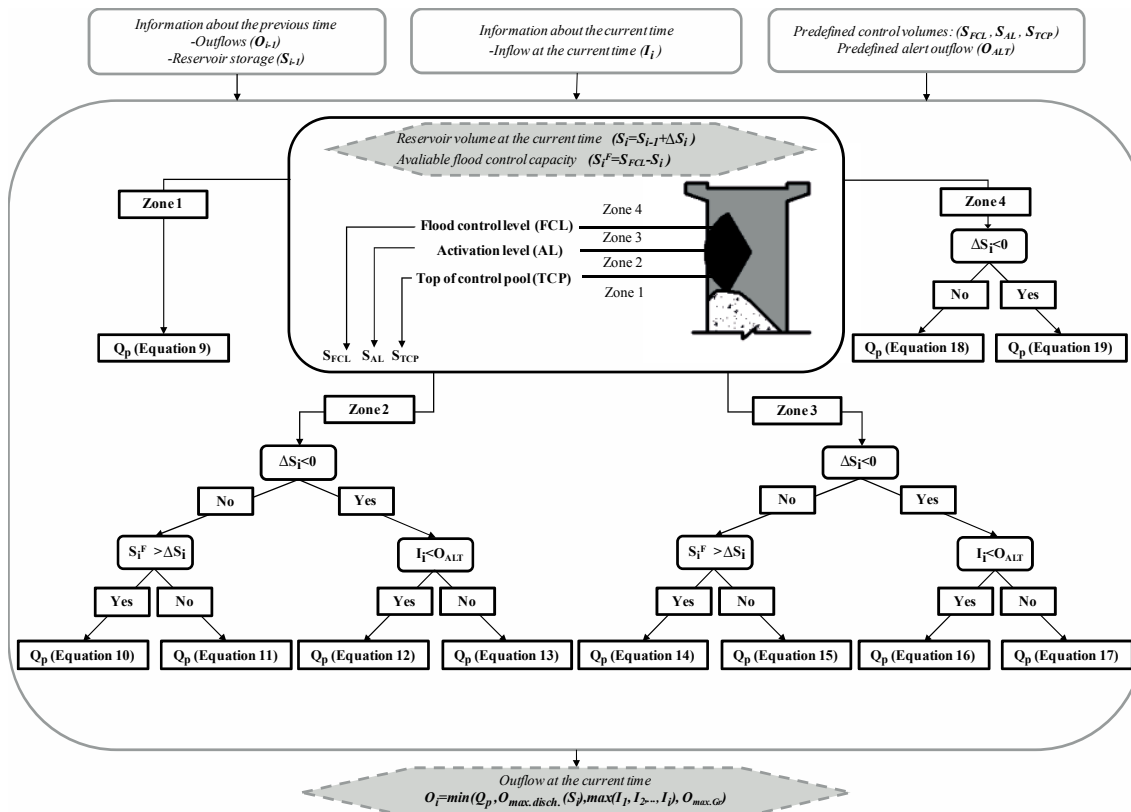 Information about the previous time
-Outflows (Oi-1)
-Reservoir storage (Si-1)
Information about the current time
-Inflow at the current time (Ii)
Predefined control volumes: (SFCL , SAL , STCP)
Predefined alert outflow (OALT)
Reservoir volume at the current time (Si=Si-1+ΔSi)
Avaliable flood control capacity (SiF=SFCL-Si)
Zone 1
Zone 4
Zone 4
Flood control level (FCL)
Zone 3
Activation level (AL)
Zone 2
Top of control pool (TCP)
Zone 1
SFCL SAL STCP
ΔSi<0
No
Yes
Qp (Equation 9)
Qp (Equation 18)
Qp (Equation 19)
Zone 2
Zone 3
ΔSi<0
ΔSi<0
No
Yes
No
Yes
SiF >ΔSi
Ii<OALT
SiF >ΔSi
Ii<OALT
Yes
No
Yes
No
Yes
No
Yes
No
Qp (Equation 10)
Qp (Equation 11)
Qp (Equation 12)
Qp (Equation 13)
Qp (Equation 14)
Qp (Equation 15)
Qp (Equation 16)
Qp (Equation 17)
Outflow at the current time
Oi=min(Qp,Omax.disch.(Si),max(I1, I2..., Ii), Omax.Gr)